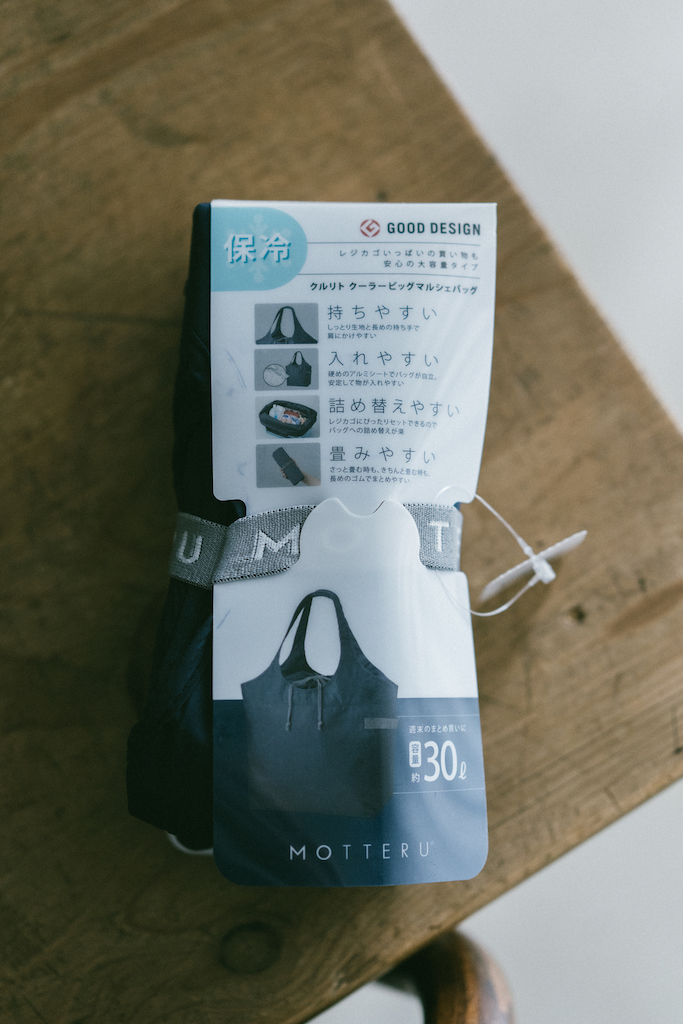 保冷
GOOD DESIGN
レジカゴいっぱいの買い物も
安心の大容量タイプ
クルリト クーラービッグマルシェバッグ
持ちやすい
しっとり生地と長めの持ち手で
肩にかけやすい
入れやすい
硬めのアルミシートでバッグが自立。
安定して物が入れやすい
詰め替えやすい
レジカゴにぴったりセットできるので
バッグへの詰め替えが楽
畳みやすい
さっと畳む時も、きちんと畳む時も、
長めのゴムでまとめやすい
U M T
週末のまとめ買いに
容量
約30ℓ
MOTTERU